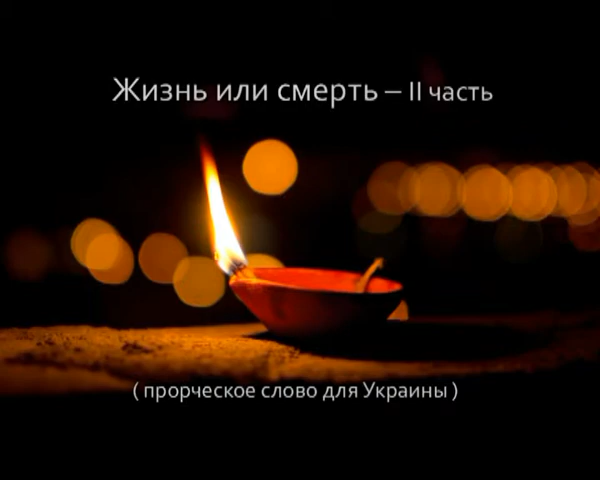 Жизнь или смерть – II часть
( прорческое слово для Украины )